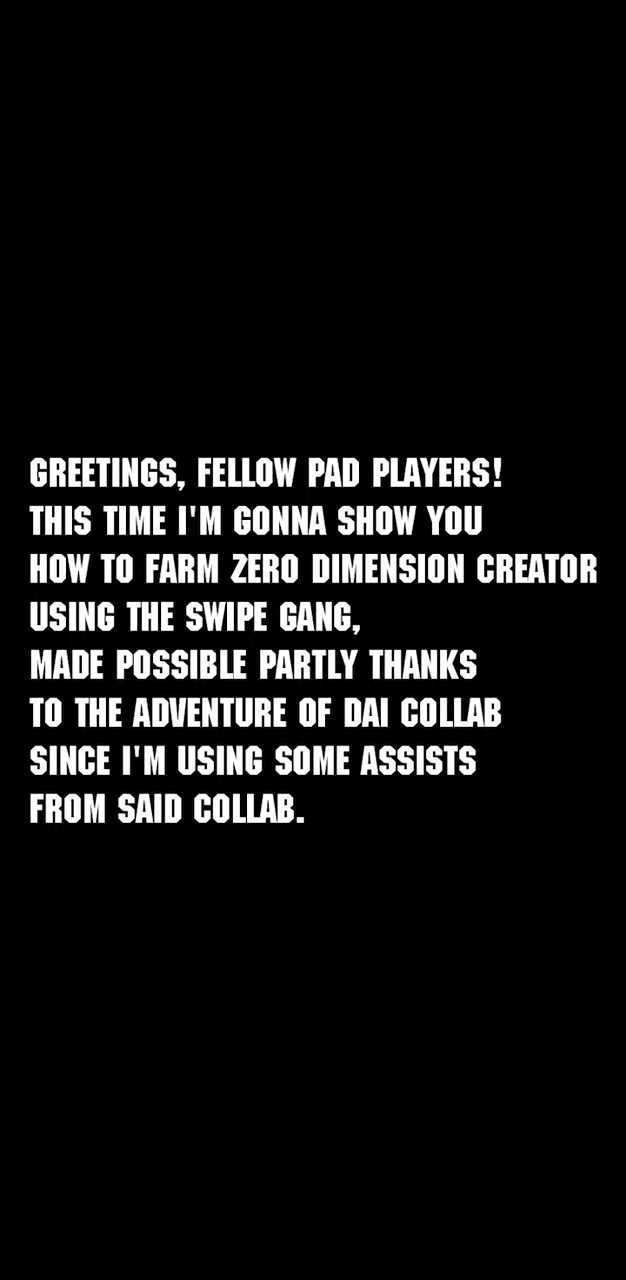 GREETINGS, FELLOW PAD PLAYERS!
THIS TIME I'M GONNA SHOW YOU
HOW TO FARM ZERO DIMENSION CREATOR
USING THE SWIPE GANG,
MADE POSSIBLE PARTLY THANKS
TO THE ADVENTURE OF DAI COLLAB
SINCE I'M USING SOME ASSISTS
FROM SAID COLLAB.